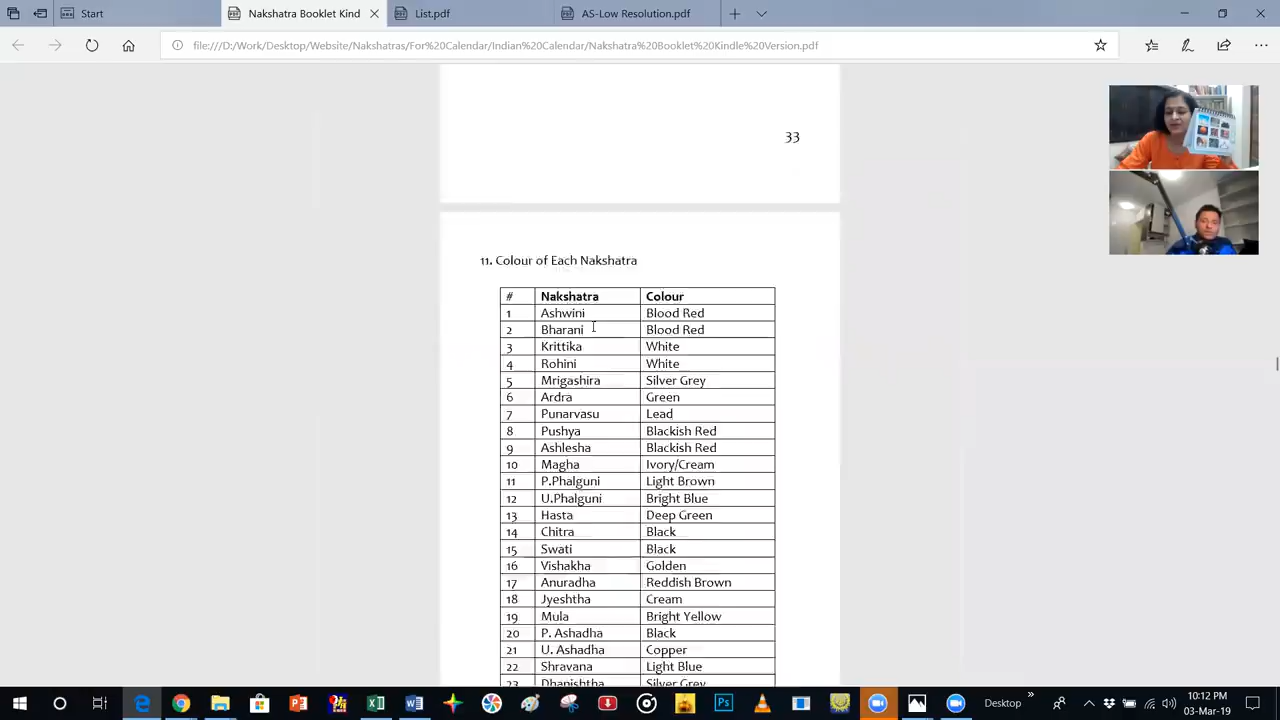 Start
Nakshatra Booklet Kind
List.pdf
AS-Low Resolution.pdf
file:///D:/Work/Desktop/Website/Nakshatras/For%20Calendar/Indian%20Calendar/Nakshatra%20Booklet%20Kindle%20Version.pdf
33
11. Colour of Each Nakshatra
# Nakshatra Colour
1 Ashwini Blood Red
2 Bharani Blood Red
3 Krittika White
4 Rohini White
5 Mrigashira Silver Grey
6 Ardra Green
7 Punarvasu Lead
8 Pushya Blackish Red
9 Ashlesha Blackish Red
10 Magha Ivory/Cream
11 P.Phalguni Light Brown
12 U.Phalguni Bright Blue
13 Hasta Deep Green
14 Chitra Black
15 Swati Black
16 Vishakha Golden
17 Anuradha Reddish Brown
18 Jyeshtha Cream
19 Mula Bright Yellow
20 P. Ashadha Black
21 U. Ashadha Copper
22 Shravana Light Blue
23 Dhanishtha Silver Grey
Desktop
10:12 PM
03-Mar-19